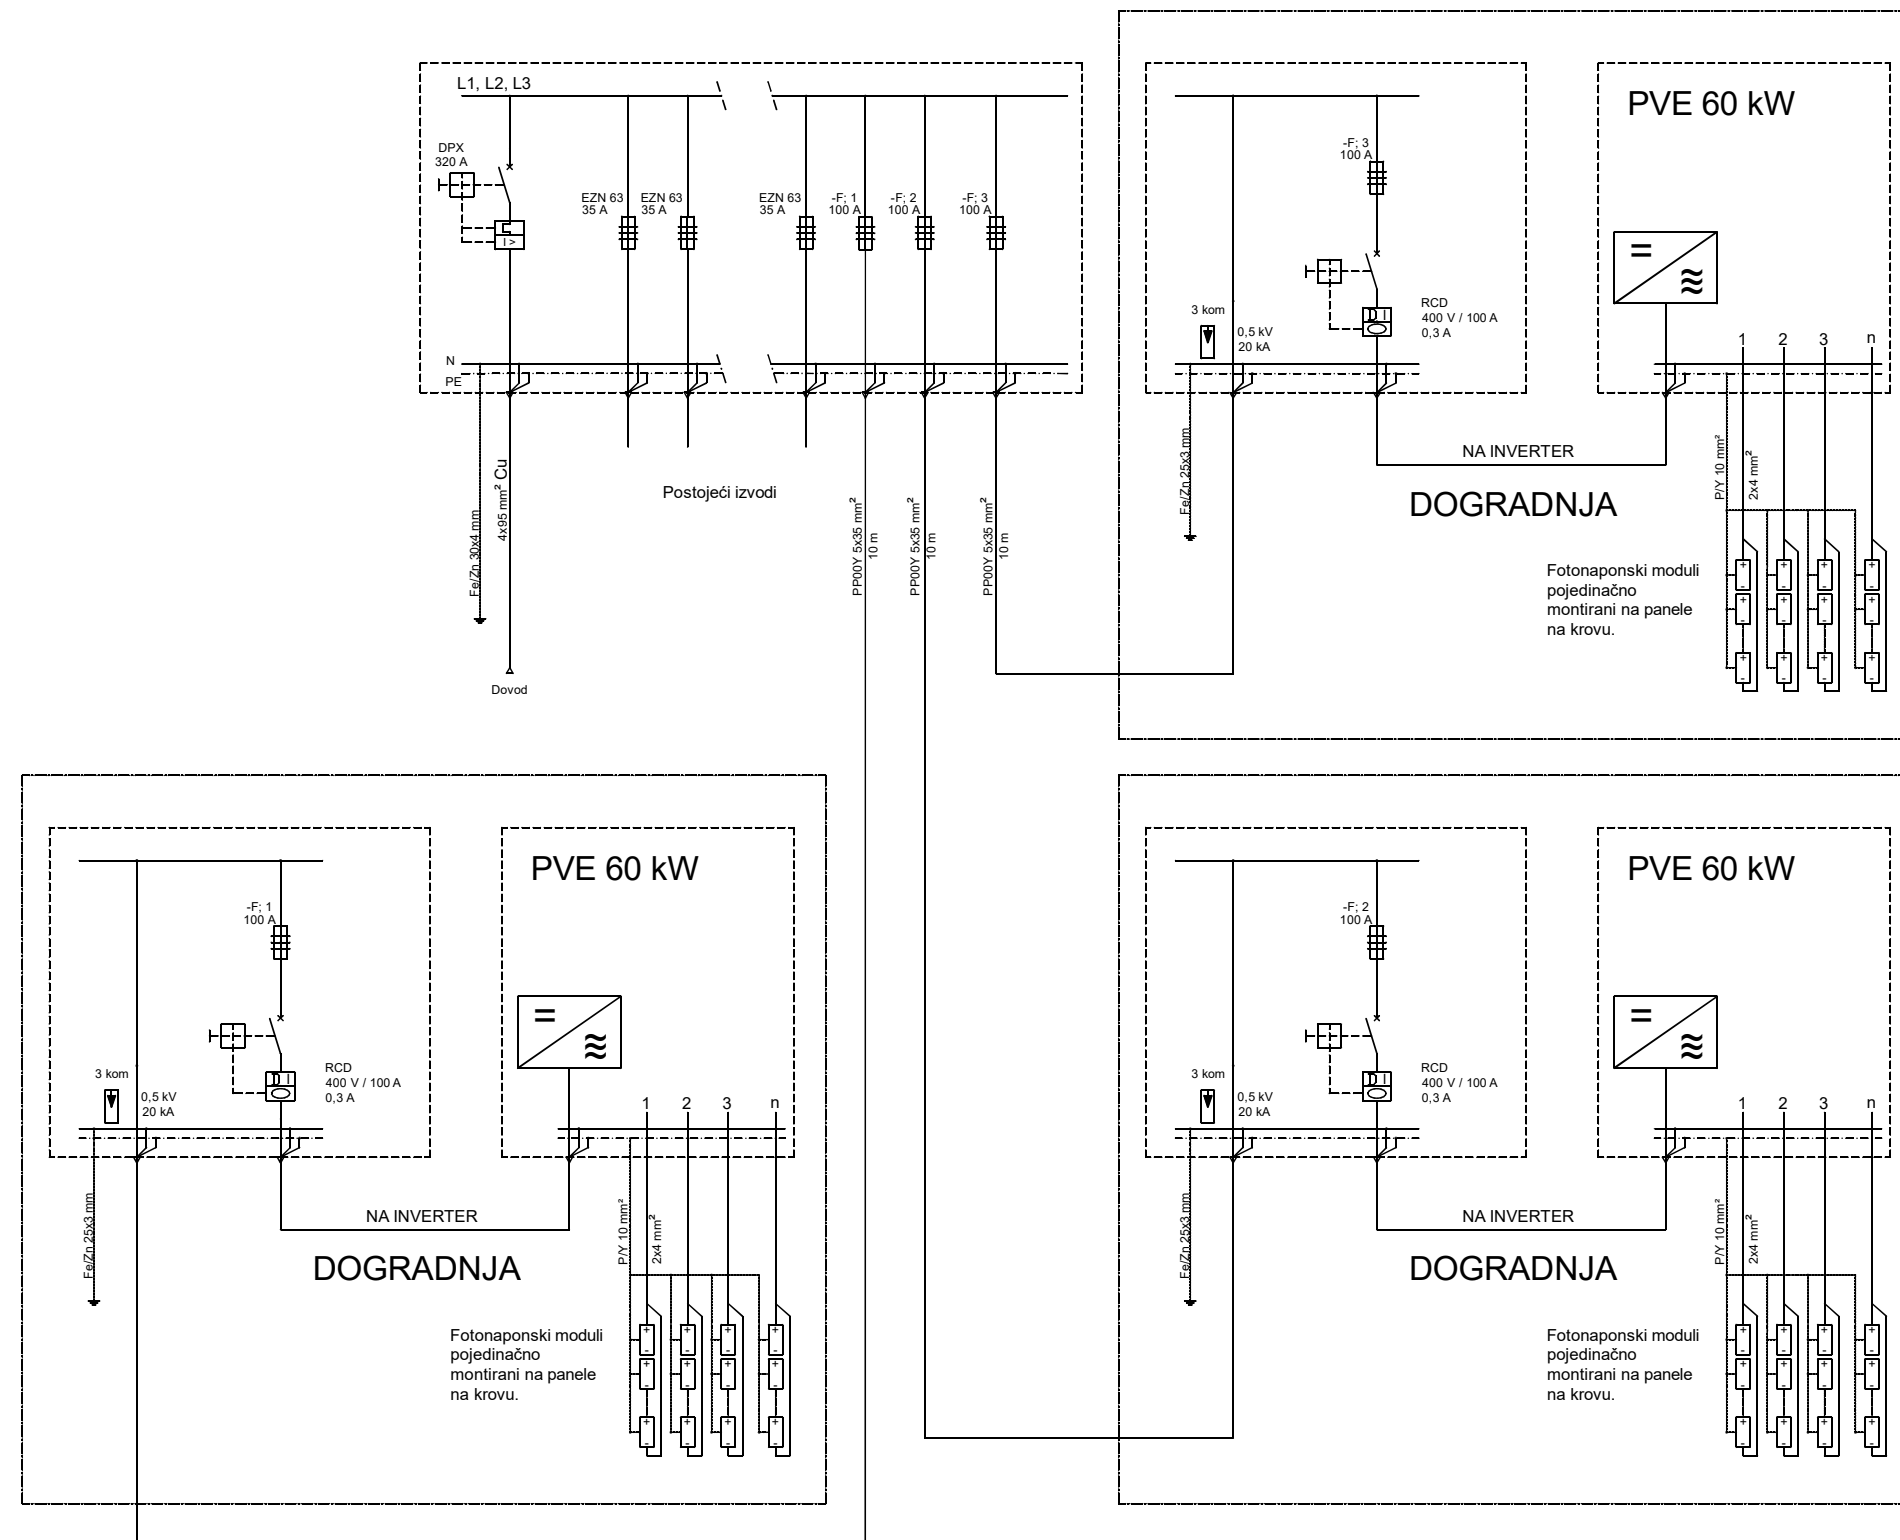 L1, L2, L3
DPX
320 A
I >
EZN 63
35 A
EZN 63
35 A
EZN 63
35 A
-F; 1
100 A
-F; 2
100 A
-F; 3
100 A
N
PE
Fe/Zn 30x4 mm
4x95 mm² Cu
Dovod
Postojeći izvodi
PP00Y 5x35 mm²
10 m
PP00Y 5x35 mm²
10 m
PP00Y 5x35 mm²
10 m
-F; 3
100 A
3 kom
0,5 kV
20 kA
D I
RCD
400 V / 100 A
0,3 A
Fe/Zn 25x3 mm
NA INVERTER
DOGRADNJA
PVE 60 kW
=
≋
1 2 3 n
P/Y 10 mm²
2x4 mm²
Fotonaponski moduli
pojedinačno
montirani na panele
na krovu.
+ + + +
- - - -
+ + + +
- - - -
+ + + +
- - - -
-F; 1
100 A
3 kom
0,5 kV
20 kA
D I
RCD
400 V / 100 A
0,3 A
Fe/Zn 25x3 mm
NA INVERTER
DOGRADNJA
PVE 60 kW
=
≋
1 2 3 n
P/Y 10 mm²
2x4 mm²
Fotonaponski moduli
pojedinačno
montirani na panele
na krovu.
+ + + +
- - - -
+ + + +
- - - -
+ + + +
- - - -
-F; 2
100 A
3 kom
0,5 kV
20 kA
D I
RCD
400 V / 100 A
0,3 A
Fe/Zn 25x3 mm
NA INVERTER
DOGRADNJA
PVE 60 kW
=
≋
1 2 3 n
P/Y 10 mm²
2x4 mm²
Fotonaponski moduli
pojedinačno
montirani na panele
na krovu.
+ + + +
- - - -
+ + + +
- - - -
+ + + +
- - - -